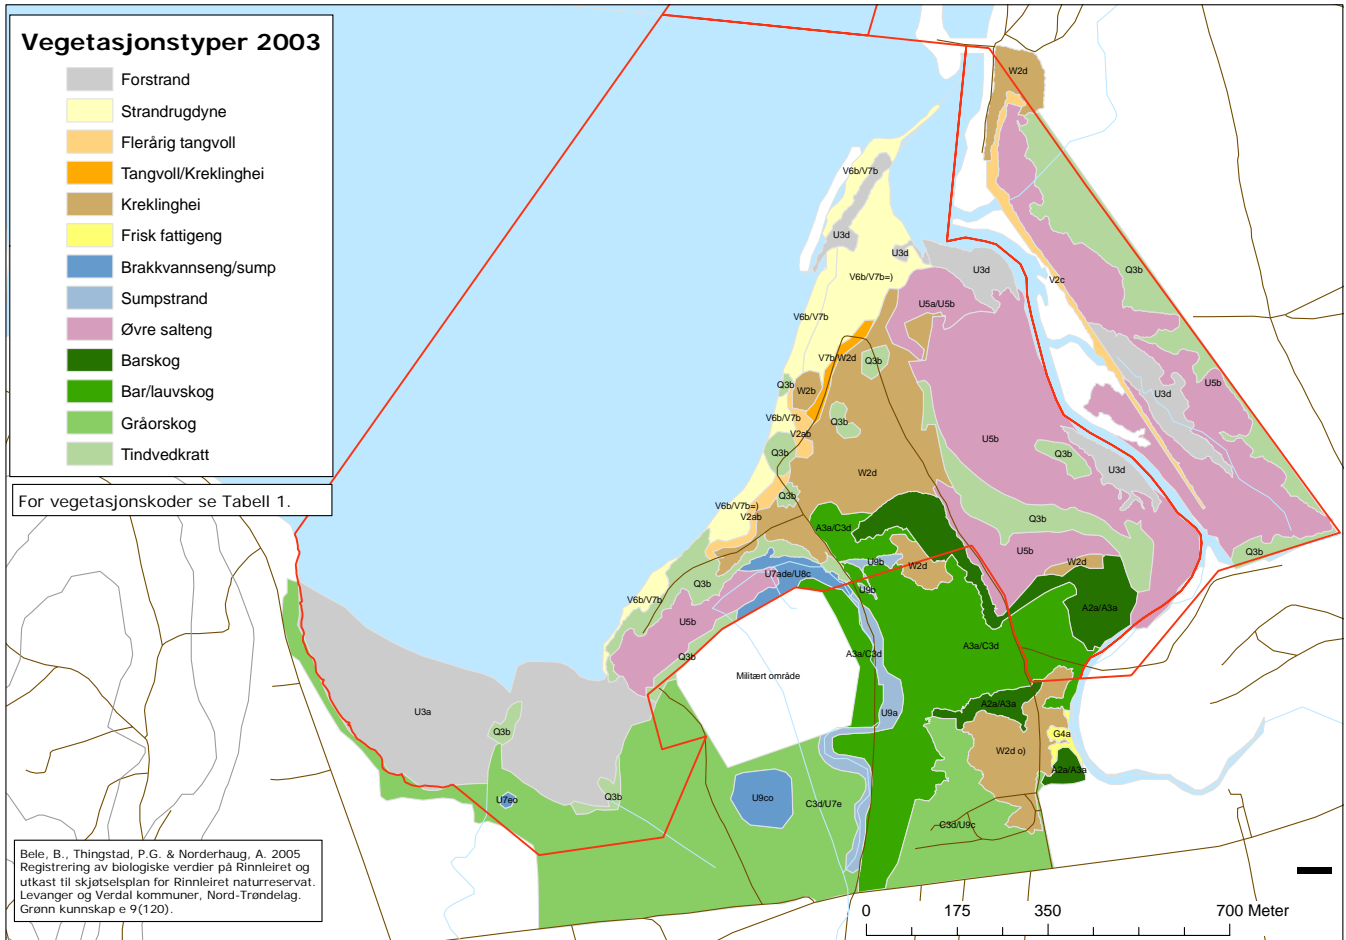 Vegetasjonstyper 2003
Forstrand
Strandrugdyne
Flerårig tangvoll
Tangvoll/Kreklinghei
Kreklinghei
Frisk fattigeng
Brakkvannseng/sump
Sumpstrand
Øvre salteng
Barskog
Bar/lauvskog
Gråorskog
Tindvedkratt
For vegetasjonskoder se Tabell 1.
W2d
V6b/V7b
U3d
U3d
U3d
Q3b
V6b/V7b=)
V2c
U5a/U5b
V6b/V7b
V7b/W2d
Q3b
Q3b
W2b
U5b
U3d
V6b/V7b
Q3b
V2ab
U5b
Q3b
Q3b
W2d
U3d
Q3b
V6b/V7b=)
V2ab
A3a/C3d
Q3b
U5b
Q3b
U9b
W2d
W2d
U7ade/U8c
Q3b
U9b
V6b/V7b
A2a/A3a
U5b
A3a/C3d
A3a/C3d
Q3b
Militært område
A2a/A3a
U3a
U9a
Q3b
G4a
W2d o)
A2a/A3a
U7eo
Q3b
U9co
C3d/U7e
C3d/U9c
Bele, B., Thingstad, P.G. & Norderhaug, A. 2005
Registrering av biologiske verdier på Rinnleiret og
utkast til skjøtselsplan for Rinnleiret naturreservat.
Levanger og Verdal kommuner, Nord-Trøndelag.
Grønn kunnskap e 9(120).
0 175 350 700 Meter